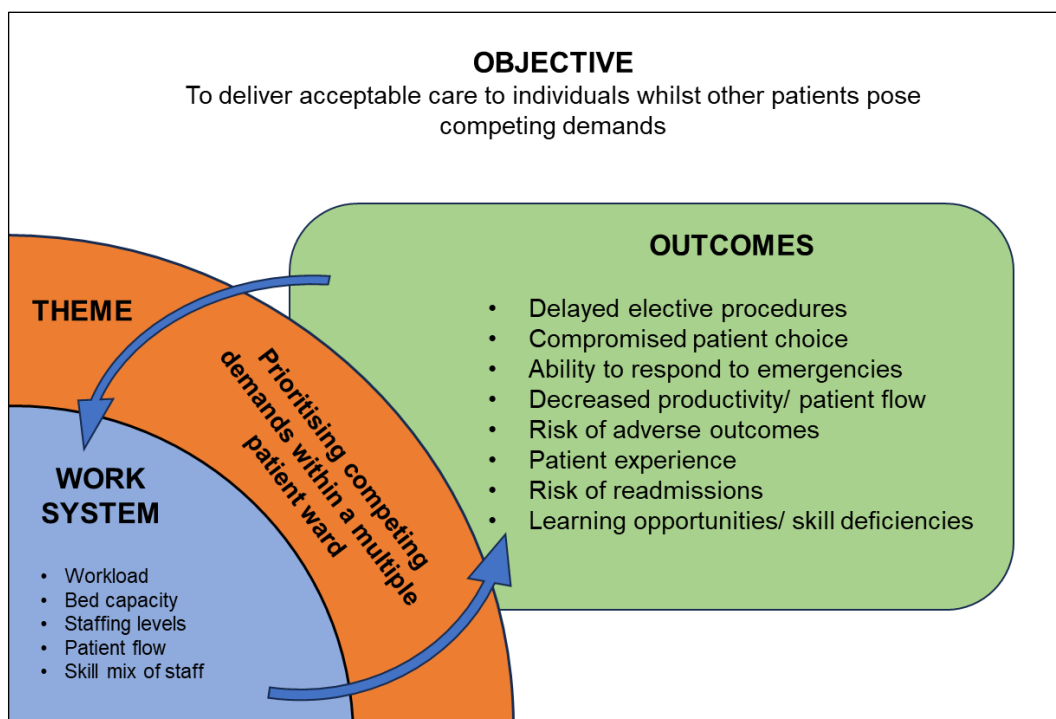 OBJECTIVE
To deliver acceptable care to individuals whilst other patients pose
competing demands
OUTCOMES
• Delayed elective procedures
• Compromised patient choice
• Ability to respond to emergencies
• Decreased productivity/ patient flow
• Risk of adverse outcomes
• Patient experience
• Risk of readmissions
• Learning opportunities/ skill deficiencies
THEME
Prioritising competing
demands within a multiple
patient ward
WORK
SYSTEM
• Workload
• Bed capacity
• Staffing levels
• Patient flow
• Skill mix of staff